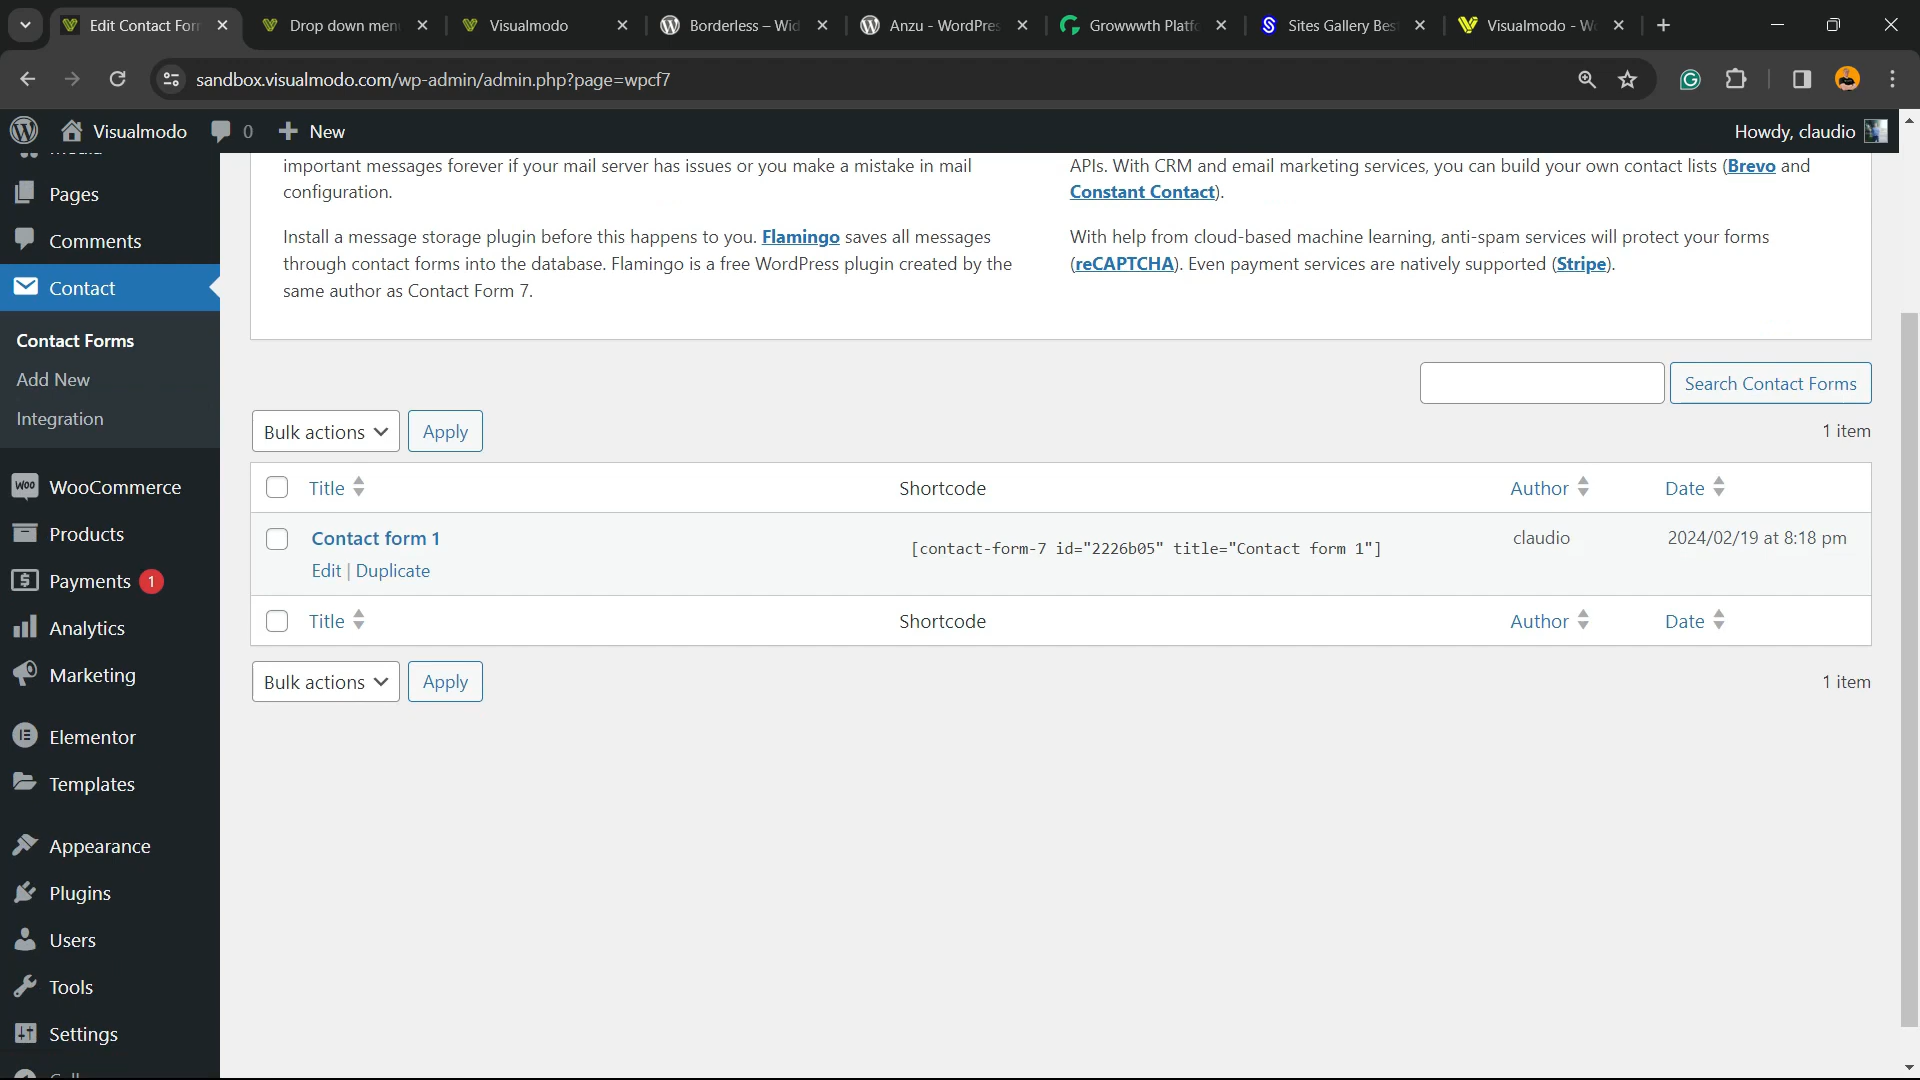 Edit Contact For
Drop down men
Visualmodo
Borderless – Wid
Anzu - WordPres
Growwwth Platfo
Sites Gallery Bes
Visualmodo - Wo
sandbox.visualmodo.com/wp-admin/admin.php?page=wpcf7
Visualmodo
0
New
Howdy, claudio
Pages
Comments
Contact
Contact Forms
Add New
Integration
WooCommerce
Products
Payments 1
Analytics
Marketing
Elementor
Templates
Appearance
Plugins
Users
Tools
Settings
important messages forever if your mail server has issues or you make a mistake in mail
configuration.
Install a message storage plugin before this happens to you. Flamingo saves all messages
through contact forms into the database. Flamingo is a free WordPress plugin created by the
same author as Contact Form 7.
APIs. With CRM and email marketing services, you can build your own contact lists (Brevo and
Constant Contact).
With help from cloud-based machine learning, anti-spam services will protect your forms
(reCAPTCHA). Even payment services are natively supported (Stripe).
Search Contact Forms
Bulk actions
Apply
1 item
Title
Shortcode
Author
Date
Contact form 1
Edit | Duplicate
[contact-form-7 id="2226b05" title="Contact form 1"]
claudio
2024/02/19 at 8:18 pm
Title
Shortcode
Author
Date
Bulk actions
Apply
1 item